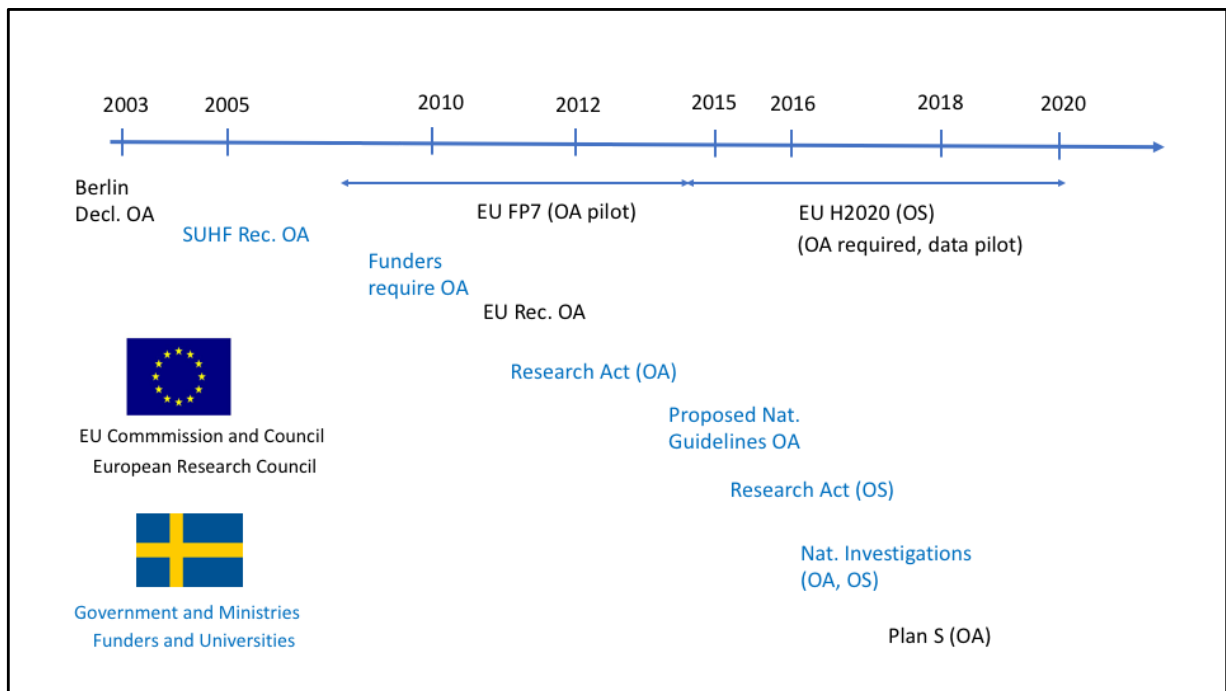 2003
2005
2010
2012
2015
2016
2018
2020
Berlin
Decl. OA
SUHF Rec. OA
EU FP7 (OA pilot)
EU H2020 (OS)
(OA required, data pilot)
Funders
require OA
EU Rec. OA
Research Act (OA)
Proposed Nat.
Guidelines OA
EU Commmission and Council
European Research Council
Research Act (OS)
Nat. Investigations
(OA, OS)
Government and Ministries
Funders and Universities
Plan S (OA)